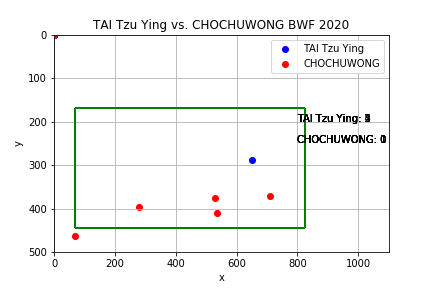 TAI Tzu Ying vs. CHOCHUWONG BWF 2020
TAI Tzu Ying
CHOCHUWONG
0
100
200
300
400
500
y
TAI Tzu Ying:
CHOCHUWONG:
0
200
400
600
800
1000
x